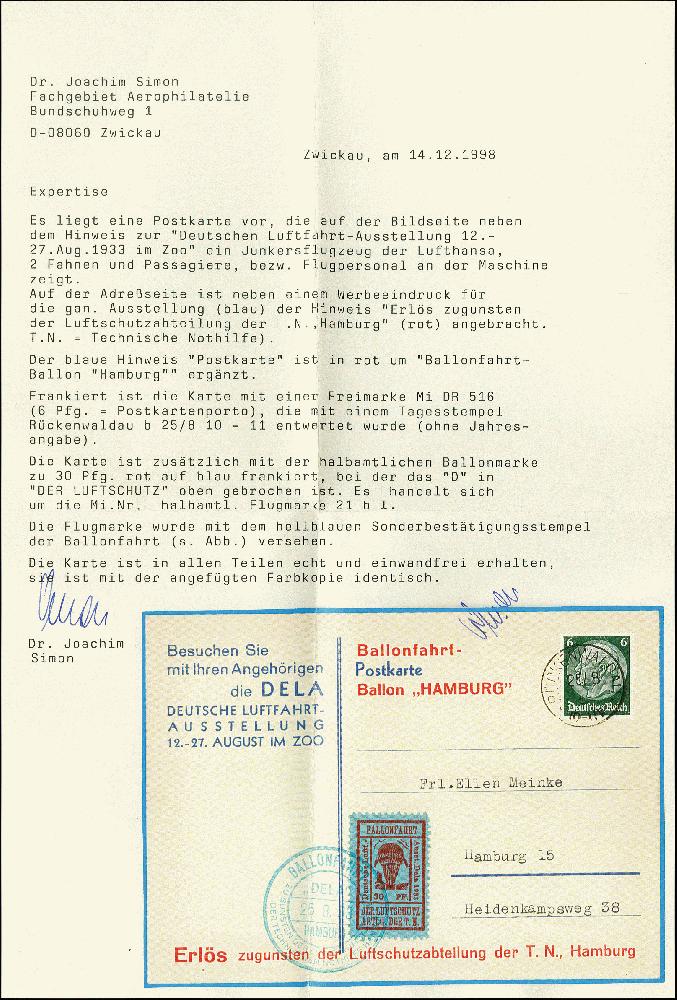 Dr. Joachim Simon
Fachgebiet Aerophilatelie
Bundschuhweg 1
D-08060 Zwickau
Zwickau, am 14.12.1998
Expertise
Es liegt eine Postkarte vor, die auf der Bildseite neben
dem Hinweis zur "Deutschen Luftfahrt-Ausstellung 12.-
27.Aug.1933 im Zoo" ein Junkersflugzeug der Lufthansa,
2 Fahnen und Passagiere, bezw. Flugpersonal an der Maschine
zeigt.
Auf der Adreßseite ist neben einem Werbeeindruck für
die gen. Ausstellung (blau) der Hinweis "Erlös zugunsten
der Luftschutzabteilung der .N.,Hamburg" (rot) angebracht.
T.N. = Technische Nothilfe).
Der blaue Hinweis "Postkarte" ist in rot um "Ballonfahrt-
Ballon "Hamburg"" ergänzt.
Frankiert ist die Karte mit einer Freimarke Mi DR 516
(6 Pfg. = Postkartenporto), die mit einem Tagesstempel
Rückenwaldau b 25/8 10 - 11 entwertet wurde (ohne Jahres-
angabe).
Die Karte ist zusätzlich mit der halbamtlichen Ballonmarke
zu 30 Pfg. rot auf blau frankiert, bei der das "D" in
"DER LUFTSCHUTZ" oben gebrochen ist. Es handelt sich
um die Mi.Nr. halbamtl. Flugmarke 21 b I.
Die Flugmarke wurde mit dem hellblauen Sonderbestätigungsstempel
der Ballonfahrt (s. Abb.) versehen.
Die Karte ist in allen Teilen echt und einwandfrei erhalten,
sie ist mit der angefügten Farbkopie identisch.
Dr. Joachim
Simon
Besuchen Sie
mit Ihren Angehörigen
die DELA
DEUTSCHE LUFTFAHRT-
AUSSTELLUNG
12.-27. AUGUST IM ZOO
Ballonfahrt-
Postkarte
Ballon „HAMBURG"
6 6
Deutsches Reich
Frl.Ellen Meinke
Hamburg 15
Heidenkampsweg 38
BALLONFAHRT
30 PF.
DER LUFTSCHUTZ
ABTLG. DER T.N.
BALLONFAHRT
DELA
25 8.
HAMBURG
Erlös zugunsten der Luftschutzabteilung der T. N., Hamburg